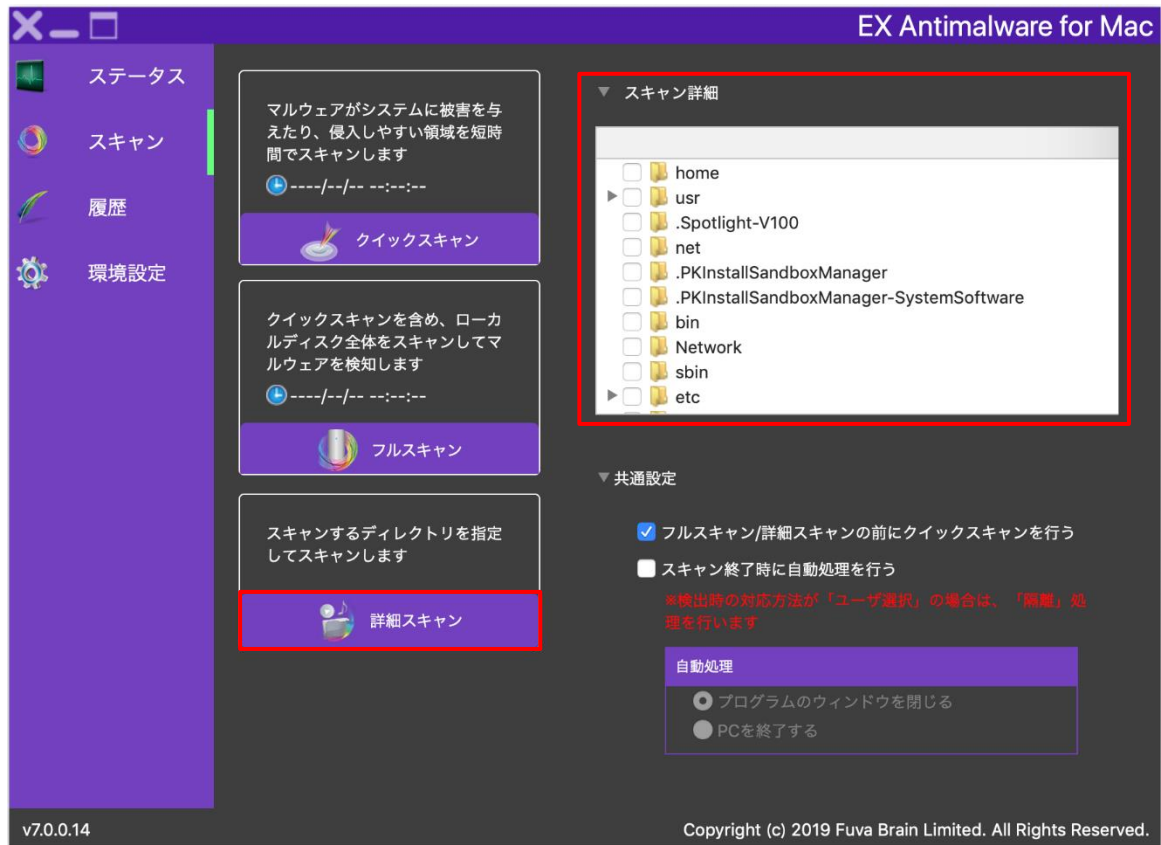 EX Antimalware for Mac
ステータス
スキャン
履歴
環境設定
マルウェアがシステムに被害を与
えたり、侵入しやすい領域を短時
間でスキャンします
----/--/-- --:--:--
クイックスキャン
クイックスキャンを含め、ローカ
ルディスク全体をスキャンしてマ
ルウェアを検知します
----/--/-- --:--:--
フルスキャン
スキャンするディレクトリを指定
してスキャンします
詳細スキャン
スキャン詳細
home
usr
.Spotlight-V100
net
.PKInstallSandboxManager
.PKInstallSandboxManager-SystemSoftware
bin
Network
sbin
etc
共通設定
フルスキャン/詳細スキャンの前にクイックスキャンを行う
スキャン終了時に自動処理を行う
※検出時の対応方法が「ユーザ選択」の場合は、「隔離」処
理を行います
自動処理
プログラムのウィンドウを閉じる
PCを終了する
v7.0.0.14
Copyright (c) 2019 Fuva Brain Limited. All Rights Reserved.